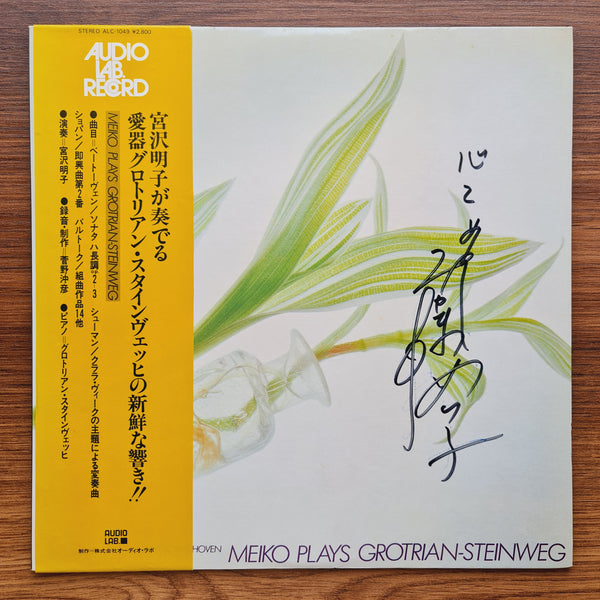 STEREO ALC-1049 ¥2,800
AUDIO
LAB.
RECORD
宮沢明子が奏でる
愛器グロトリアン・スタインヴェッヒの新鮮な響き!!
MEIKO PLAYS GROTRIAN-STEINWEG
●曲目=ベートーヴェン/ソナタ ハ長調op.2-3 シューマン/クララ・ヴィークの主題による変奏曲
ショパン/即興曲第2番 バルトーク/組曲作品14他
●演奏=宮沢明子 ●録音・制作=菅野沖彦 ●ピアノ=グロトリアン・スタインヴェッヒ
AUDIO
LAB.
制作—株式会社オーディオ・ラボ
心こめて
HOVEN MEIKO PLAYS GROTRIAN-STEINWEG